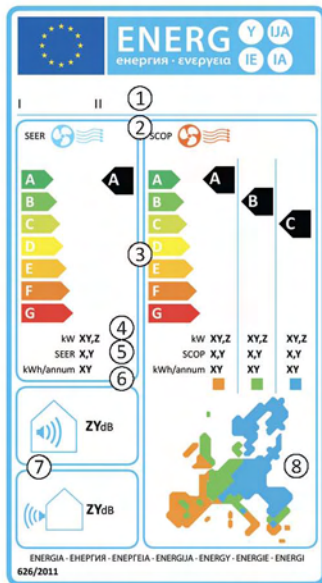 ENERG Y IJA
енергия · ενεργεια IE IA
I II ①
② SEER SCOP
A A A A
B B B
C C C
D D
③
E E
F F
G G
④ kW XY,Z kW XY,Z XY,Z XY,Z
⑤ SEER X,Y SCOP X,Y X,Y X,Y
⑥ kWh/annum XY kWh/annum XY XY XY
ZYdB
⑦ ⑧
ZYdB
ENERGIA - ЕНЕРГИЯ - ΕΝΕΡΓΕΙΑ - ENERGIJA - ENERGY - ENERGIE - ENERGI
626/2011